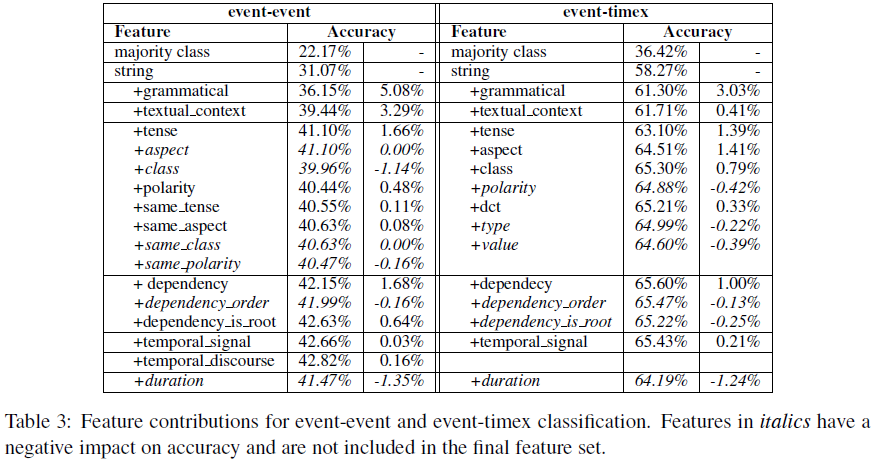 event-event event-timex
Feature Accuracy Feature Accuracy
majority class 22.17% - majority class 36.42% -
string 31.07% - string 58.27% -
+grammatical 36.15% 5.08% +grammatical 61.30% 3.03%
+textual_context 39.44% 3.29% +textual_context 61.71% 0.41%
+tense 41.10% 1.66% +tense 63.10% 1.39%
+aspect 41.10% 0.00% +aspect 64.51% 1.41%
+class 39.96% -1.14% +class 65.30% 0.79%
+polarity 40.44% 0.48% +polarity 64.88% -0.42%
+same_tense 40.55% 0.11% +dct 65.21% 0.33%
+same_aspect 40.63% 0.08% +type 64.99% -0.22%
+same_class 40.63% 0.00% +value 64.60% -0.39%
+same_polarity 40.47% -0.16%
+ dependency 42.15% 1.68% +dependecy 65.60% 1.00%
+dependency_order 41.99% -0.16% +dependency_order 65.47% -0.13%
+dependency_is_root 42.63% 0.64% +dependency_is_root 65.22% -0.25%
+temporal_signal 42.66% 0.03% +temporal_signal 65.43% 0.21%
+temporal_discourse 42.82% 0.16%
+duration 41.47% -1.35% +duration 64.19% -1.24%
Table 3: Feature contributions for event-event and event-timex classification. Features in italics have a
negative impact on accuracy and are not included in the final feature set.